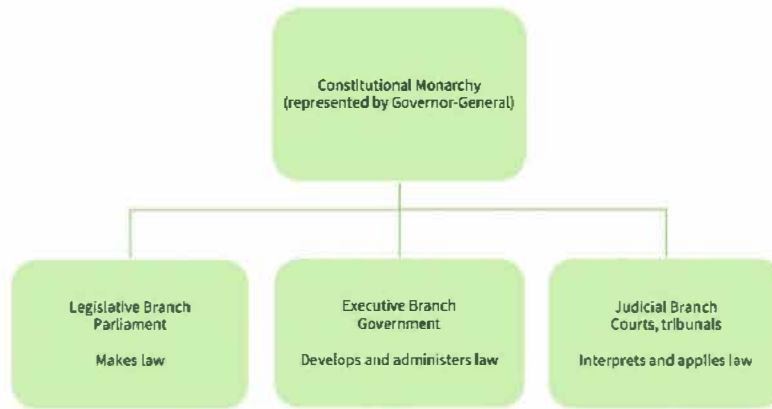 Constitutional Monarchy
(represented by Governor-General)
Legislative Branch
Parliament
Makes law
Executive Branch
Government
Develops and administers law
Judicial Branch
Courts, tribunals
Interprets and applies law